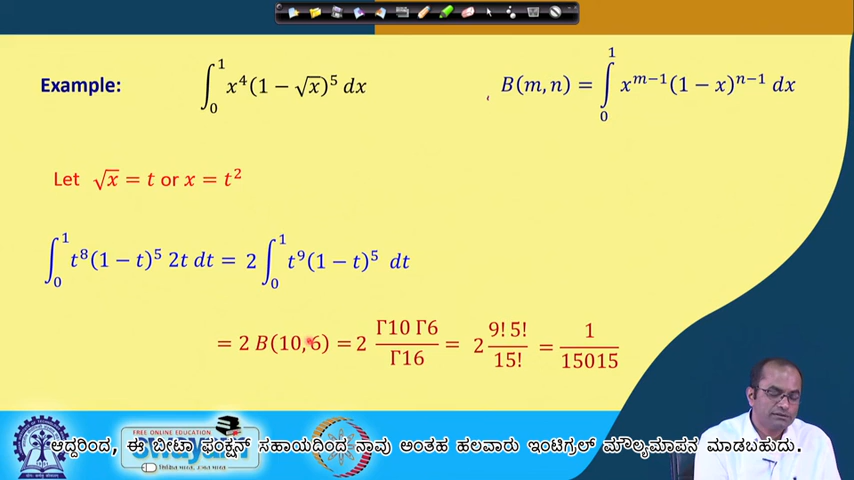 Example: ∫₀¹ x⁴(1 − √x)⁵ dx
B(m, n) = ∫₀¹ x^{m−1}(1 − x)^{n−1} dx
Let √x = t or x = t²
∫₀¹ t⁸(1 − t)⁵ 2t dt = 2 ∫₀¹ t⁹(1 − t)⁵ dt
= 2 B(10,6) = 2 Γ10 Γ6 / Γ16 = 2 9! 5! / 15! = 1 / 15015
FREE ONLINE EDUCATION
swayam
ಆದ್ದರಿಂದ, ಈ ಬೀಟಾ ಫಂಕ್ಷನ್ ಸಹಾಯದಿಂದ ನಾವು ಅಂತಹ ಹಲವಾರು ಇಂಟಿಗ್ರಲ್ ಮೌಲ್ಯಮಾಪನ ಮಾಡಬಹುದು.